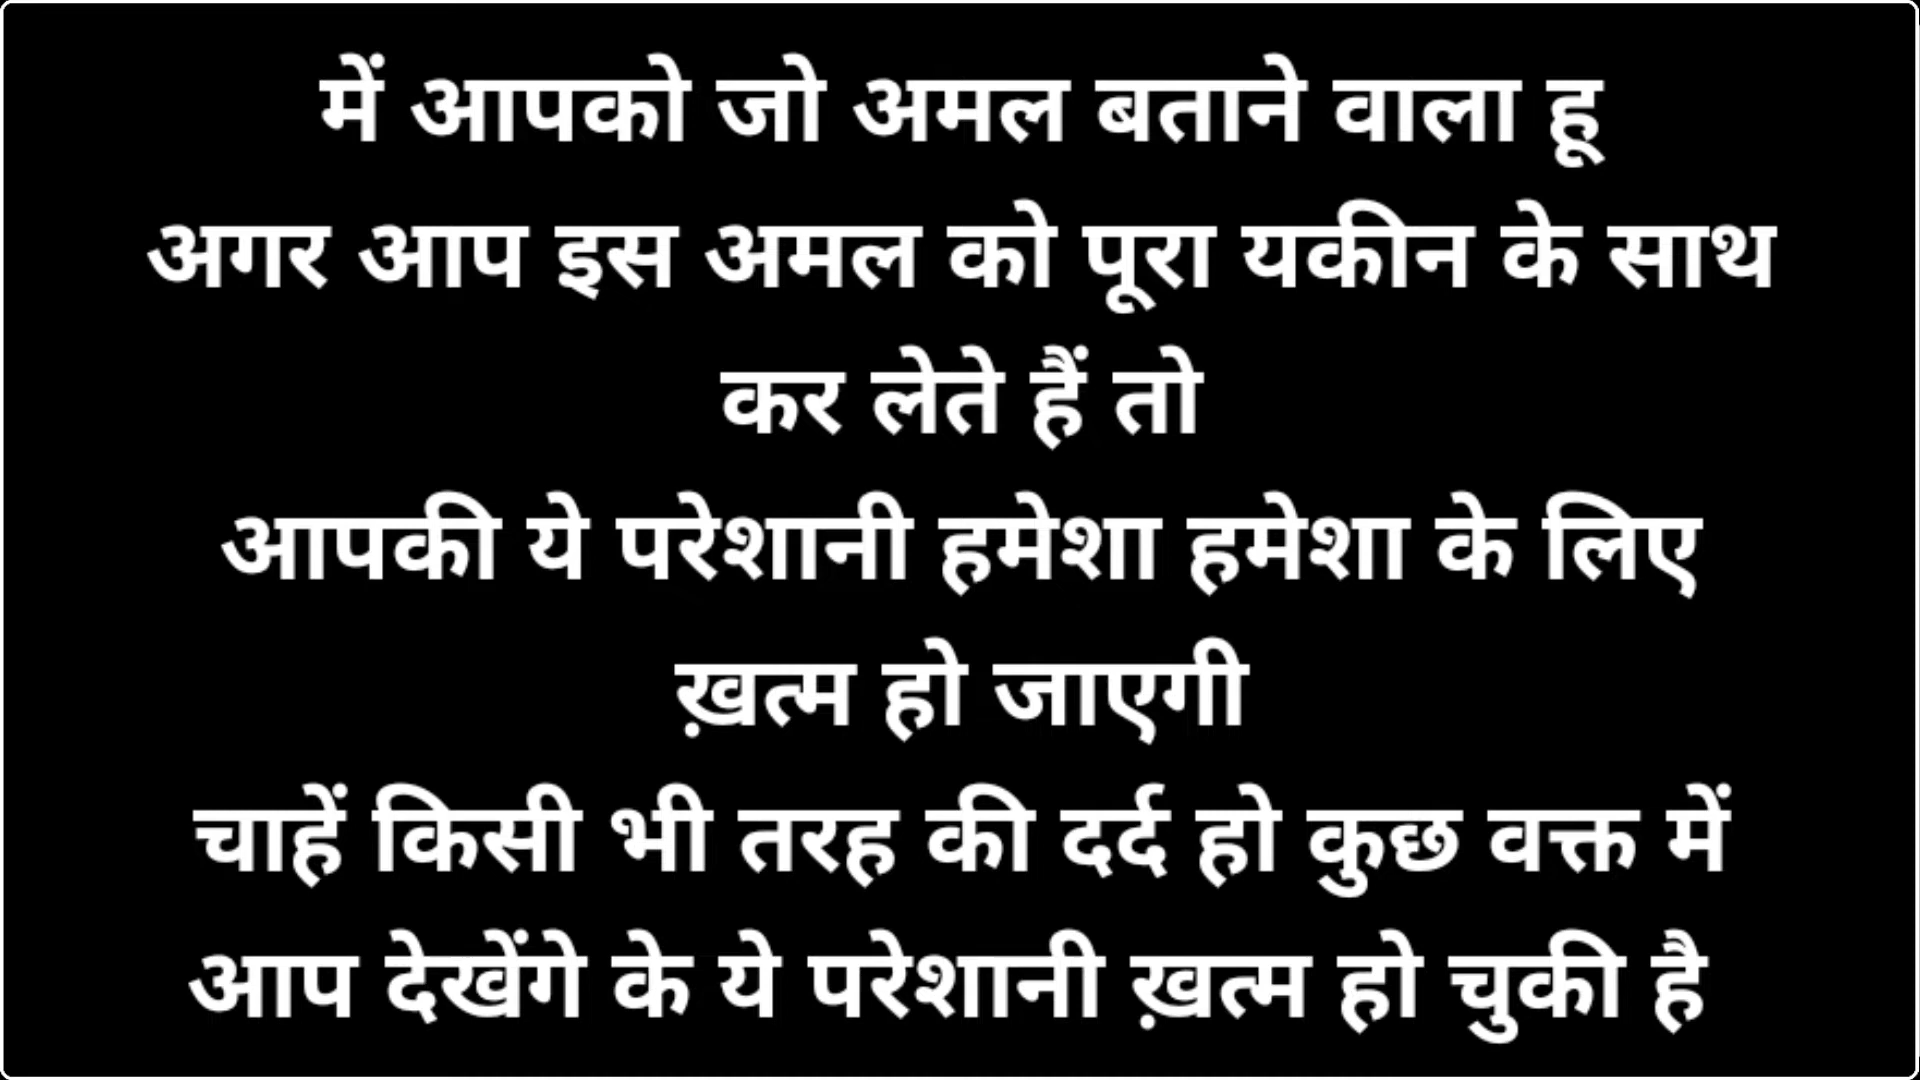 में आपको जो अमल बताने वाला हू
अगर आप इस अमल को पूरा यकीन के साथ
कर लेते हैं तो
आपकी ये परेशानी हमेशा हमेशा के लिए
ख़त्म हो जाएगी
चाहें किसी भी तरह की दर्द हो कुछ वक्त में
आप देखेंगे के ये परेशानी ख़त्म हो चुकी है